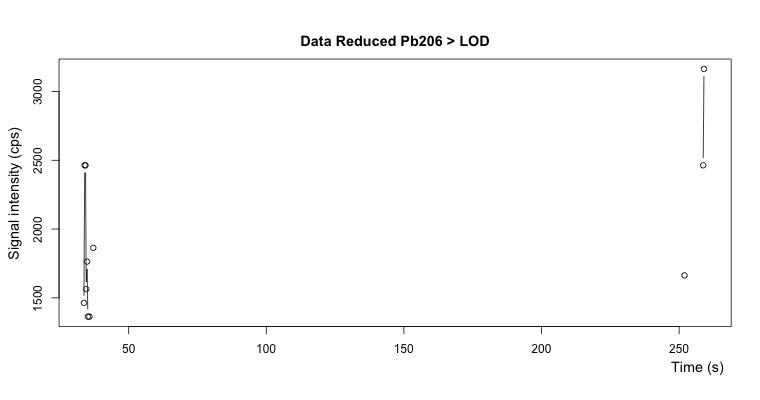 Data Reduced Pb206 > LOD
Signal intensity (cps)
3000
2500
2000
1500
50 100 150 200 250
Time (s)